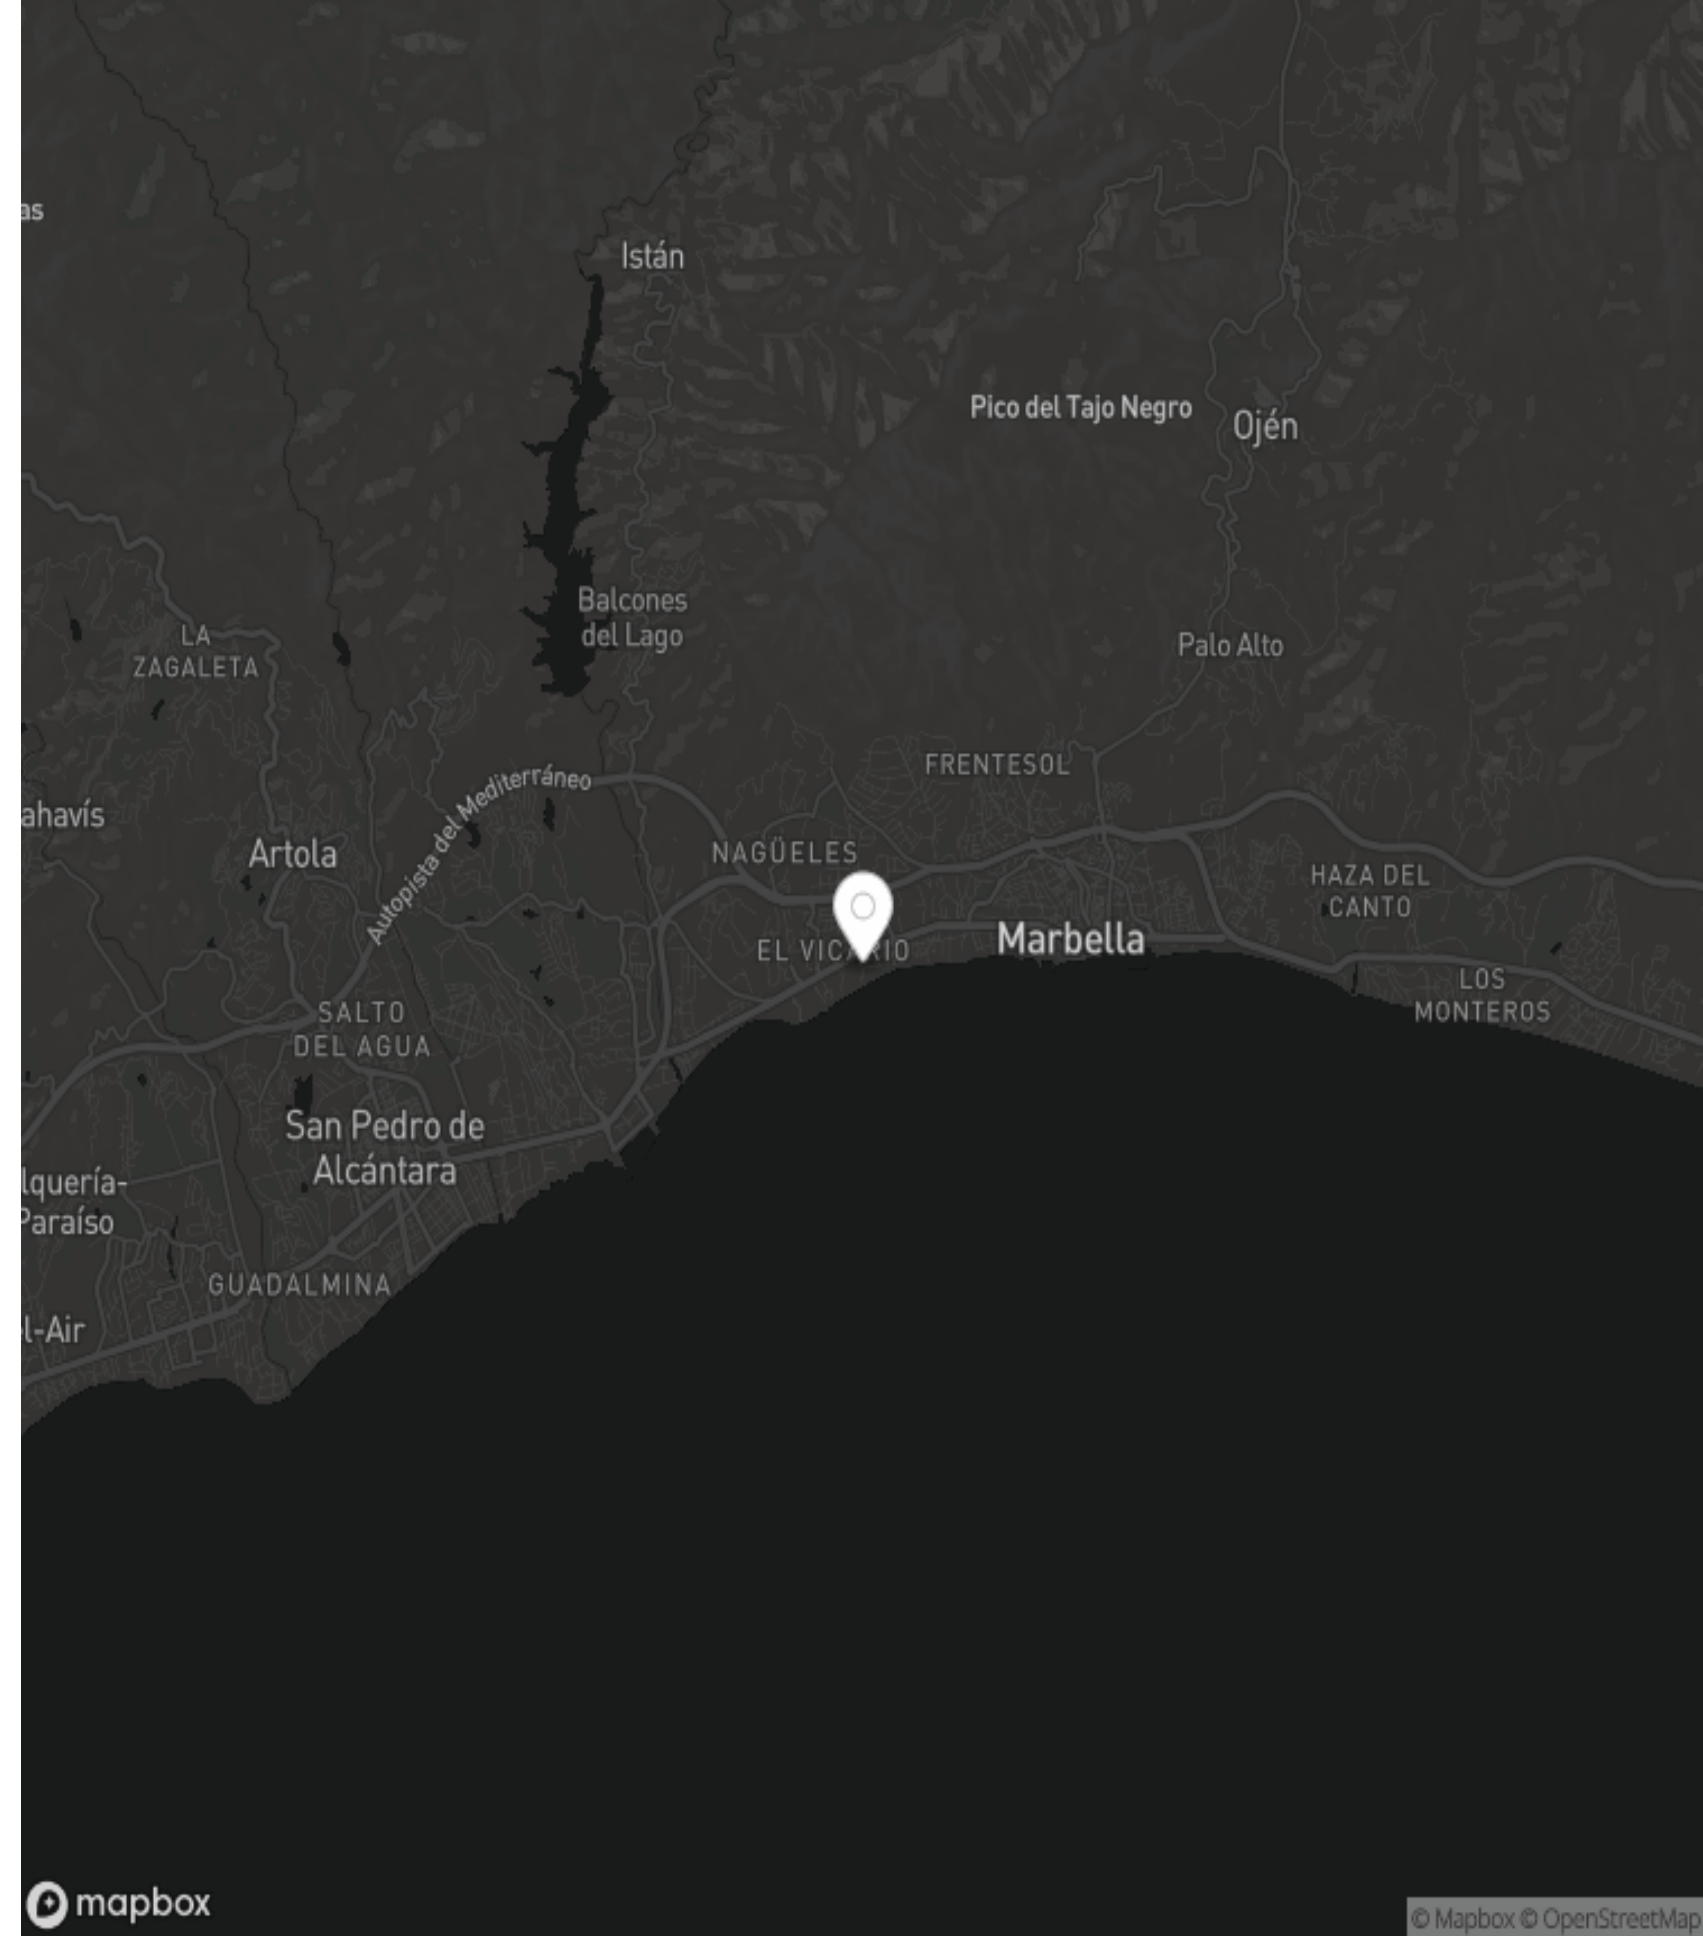 as
Istán
Pico del Tajo Negro
Ojén
Balcones
del Lago
LA
ZAGALETA
Palo Alto
FRENTESOL
Autopista del Mediterráneo
ahavís
Artola
NAGÜELES
HAZA DEL
CANTO
Marbella
EL VIC RIO
LOS
MONTEROS
SALTO
DEL AGUA
San Pedro de
Alcántara
lquería-
Paraíso
GUADALMINA
l-Air
mapbox
© Mapbox © OpenStreetMap